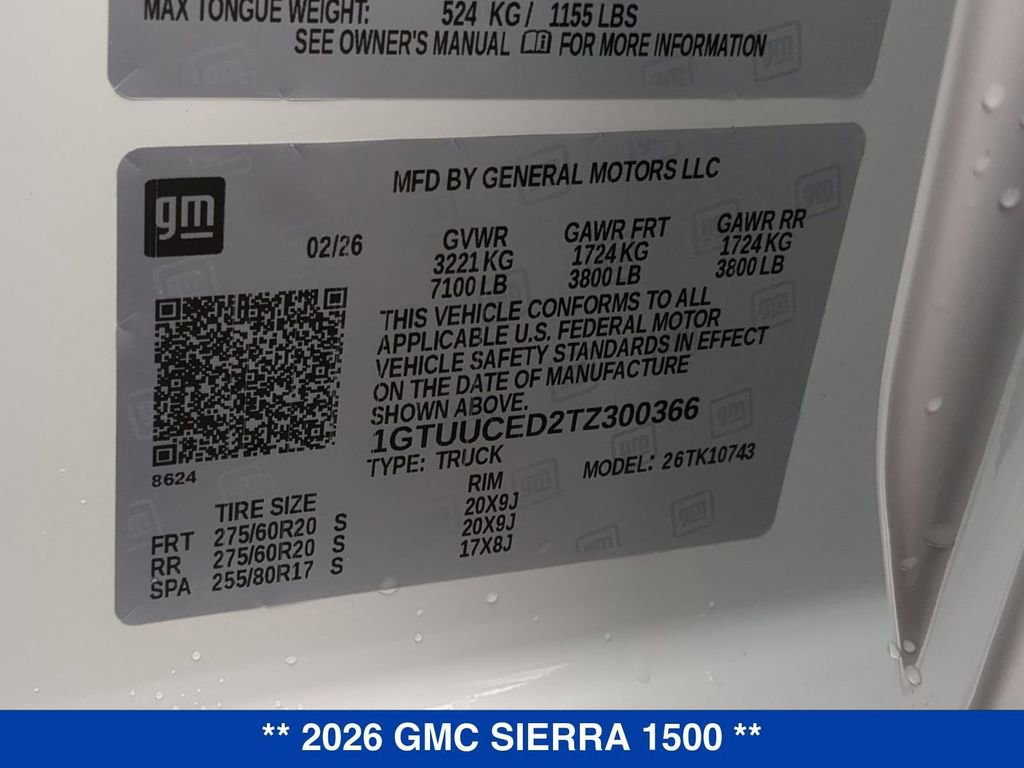 MAX TONGUE WEIGHT: 524 KG / 1155 LBS
SEE OWNER'S MANUAL FOR MORE INFORMATION
gm
MFD BY GENERAL MOTORS LLC
02/26 GVWR GAWR FRT GAWR RR
3221 KG 1724 KG 1724 KG
7100 LB 3800 LB 3800 LB
THIS VEHICLE CONFORMS TO ALL
APPLICABLE U.S. FEDERAL MOTOR
VEHICLE SAFETY STANDARDS IN EFFECT
ON THE DATE OF MANUFACTURE
SHOWN ABOVE.
1GTUUCED2TZ300366
TYPE: TRUCK MODEL: 26TK10743
8624
TIRE SIZE RIM
FRT 275/60R20 S 20X9J
RR 275/60R20 S 20X9J
SPA 255/80R17 S 17X8J
** 2026 GMC SIERRA 1500 **